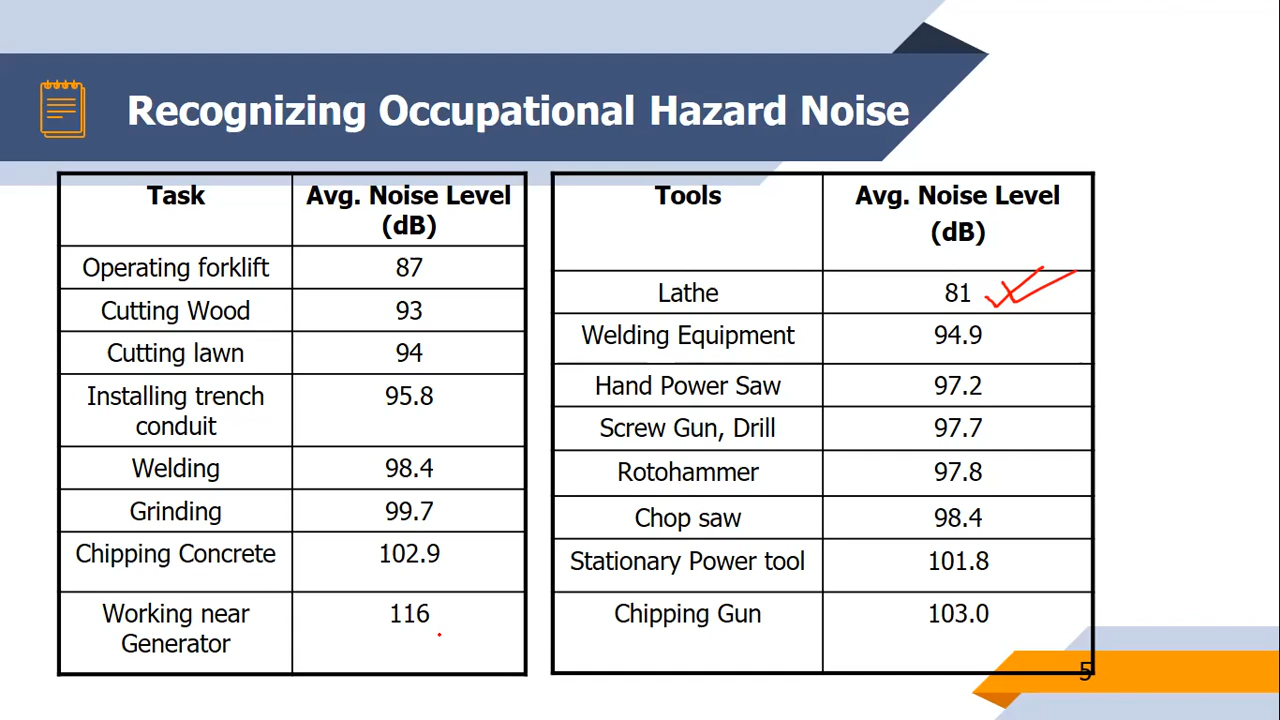 Recognizing Occupational Hazard Noise
Task Avg. Noise Level (dB)
Operating forklift 87
Cutting Wood 93
Cutting lawn 94
Installing trench conduit 95.8
Welding 98.4
Grinding 99.7
Chipping Concrete 102.9
Working near Generator 116
Tools Avg. Noise Level (dB)
Lathe 81
Welding Equipment 94.9
Hand Power Saw 97.2
Screw Gun, Drill 97.7
Rotohammer 97.8
Chop saw 98.4
Stationary Power tool 101.8
Chipping Gun 103.0
5